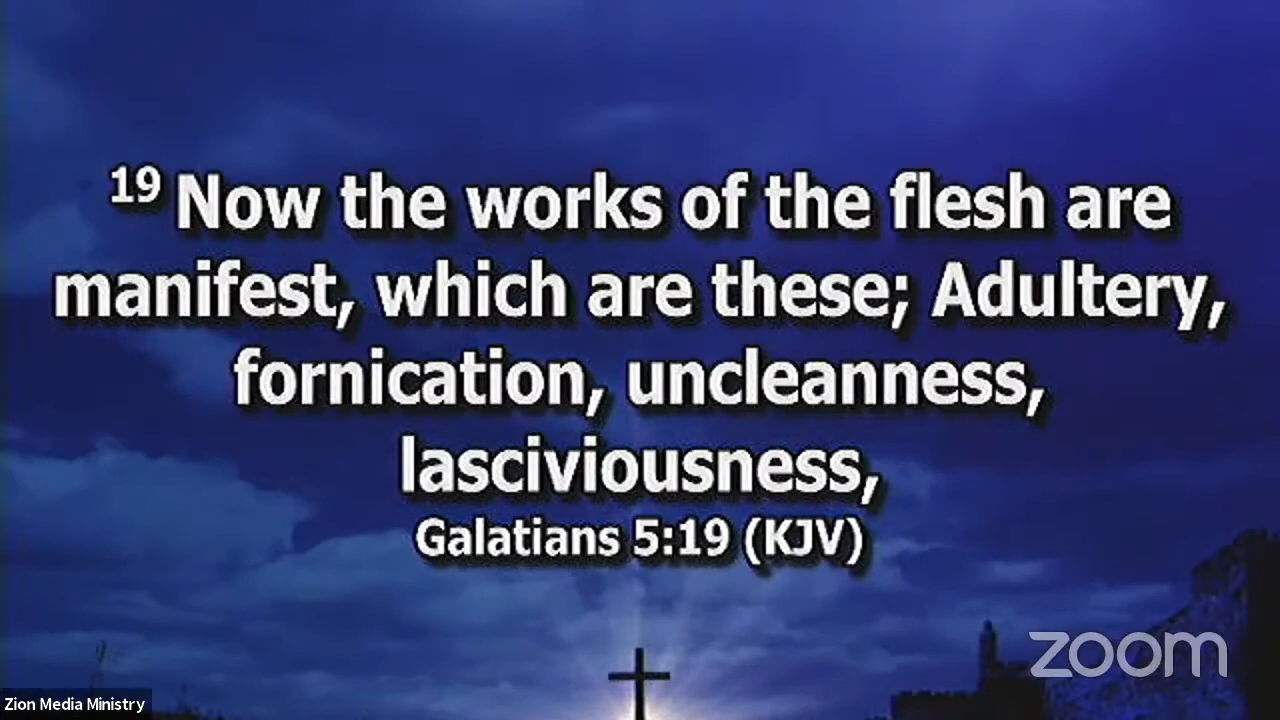 19 Now the works of the flesh are
manifest, which are these; Adultery,
fornication, uncleanness,
lasciviousness,
Galatians 5:19 (KJV)
zoom
Zion Media Ministry